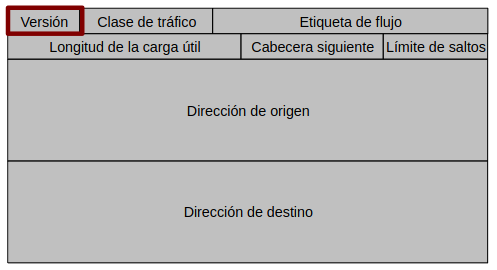 Versión Clase de tráfico Etiqueta de flujo
Longitud de la carga útil Cabecera siguiente Límite de saltos
Dirección de origen
Dirección de destino